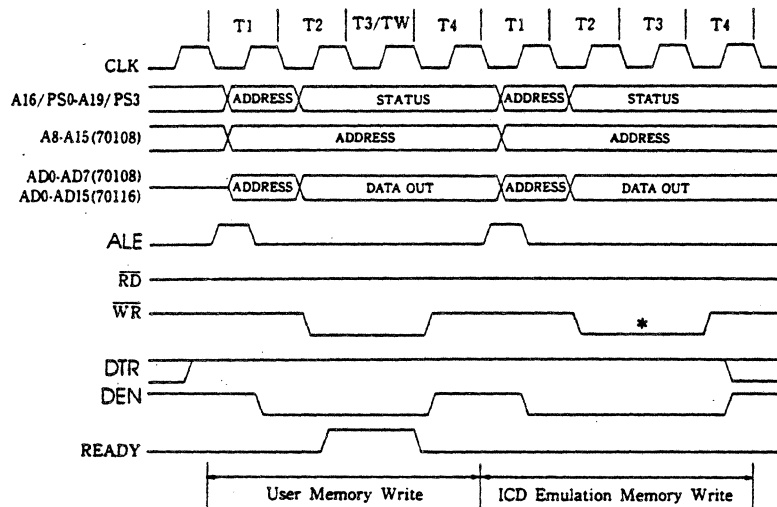 T1 T2 T3/TW T4 T1 T2 T3 T4
CLK
A16/PS0-A19/PS3 ADDRESS STATUS ADDRESS STATUS
A8-A15(70108) ADDRESS ADDRESS
AD0-AD7(70108)
AD0-AD15(70116) ADDRESS DATA OUT ADDRESS DATA OUT
ALE
RD
WR *
DTR
DEN
READY
User Memory Write ICD Emulation Memory Write